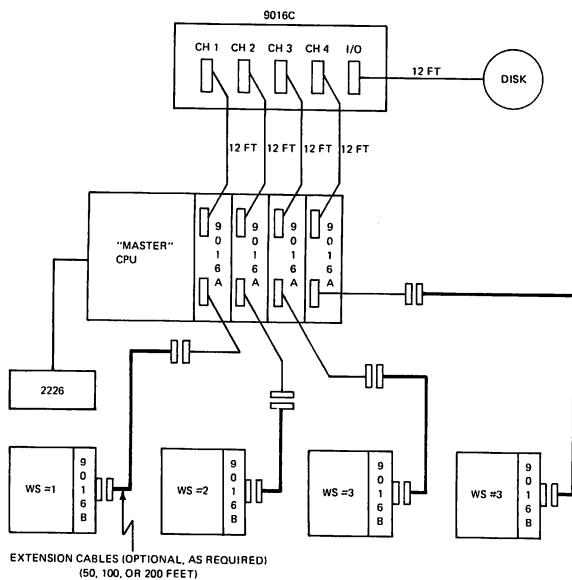 9016C
CH 1 CH 2 CH 3 CH 4 I/O
12 FT
DISK
12 FT 12 FT 12 FT 12 FT
"MASTER"
CPU
9016A
9016A
9016A
9016A
2226
WS =1
9016B
WS =2
9016B
WS =3
9016B
WS #3
9016B
EXTENSION CABLES (OPTIONAL, AS REQUIRED)
(50, 100, OR 200 FEET)